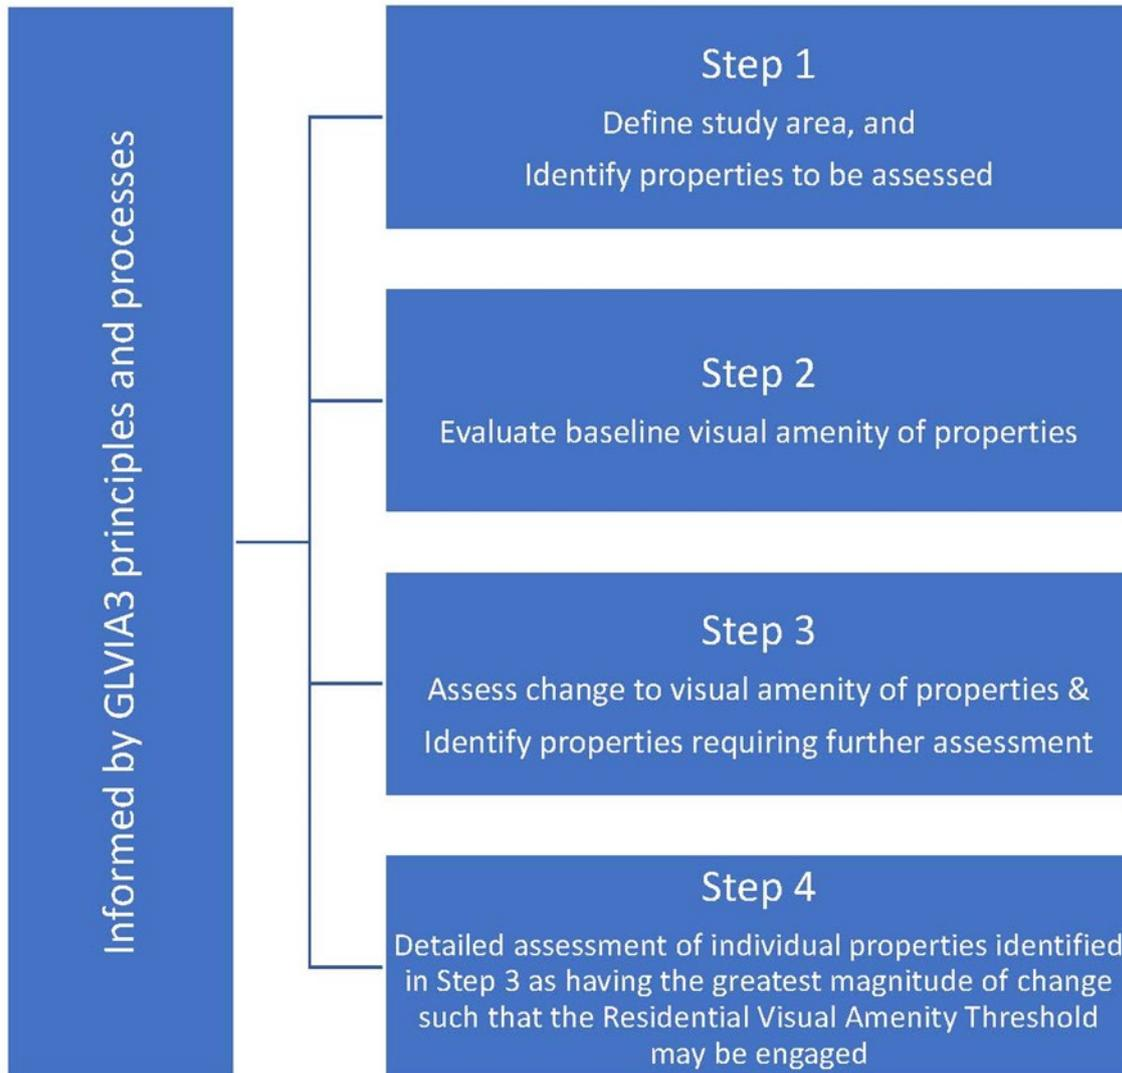 Informed by GLVIA3 principles and processes
Step 1
Define study area, and
Identify properties to be assessed
Step 2
Evaluate baseline visual amenity of properties
Step 3
Assess change to visual amenity of properties &
Identify properties requiring further assessment
Step 4
Detailed assessment of individual properties identified
in Step 3 as having the greatest magnitude of change
such that the Residential Visual Amenity Threshold
may be engaged